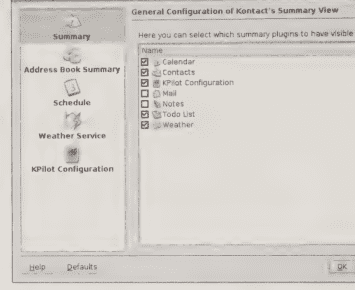 General Configuration of Kontact's Summary View
Summary
Address Book Summary
Schedule
Weather Service
KPilot Configuration
Here you can select which summary plugins to have visible
Name
Calendar
Contacts
KPilot Configuration
Mail
Notes
Todo List
Weather
Help
Defaults
OK